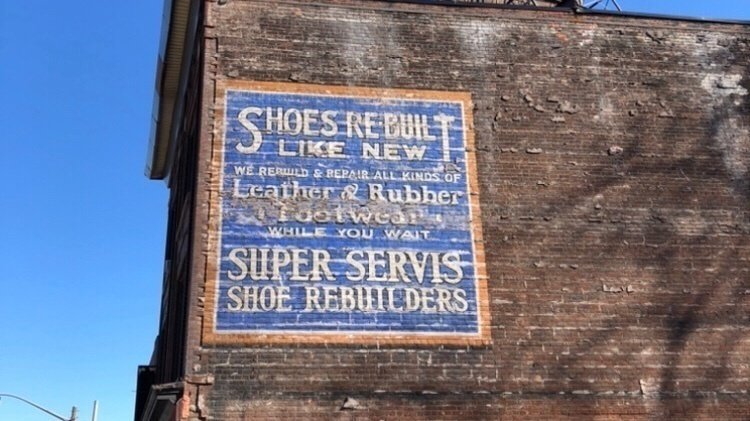 SHOES RE-BUILT
LIKE NEW
WE REBUILD & REPAIR ALL KINDS OF
Leather & Rubber
Footwear
WHILE YOU WAIT
SUPER SERVIS
SHOE REBUILDERS